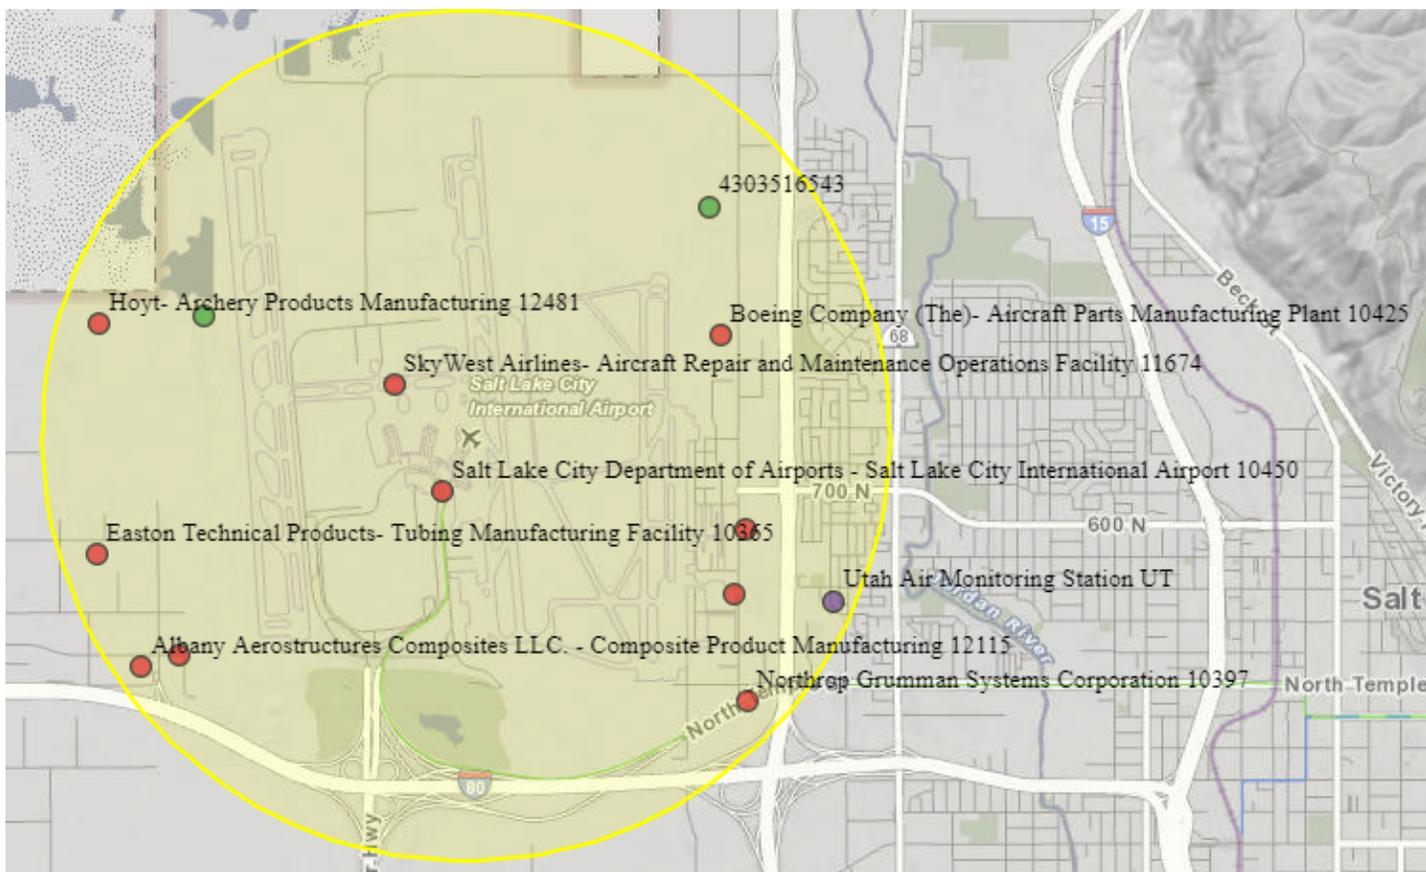 4303516543
15
Beck St
Hoyt- Archery Products Manufacturing 12481
Boeing Company (The)- Aircraft Parts Manufacturing Plant 10425
68
SkyWest Airlines- Aircraft Repair and Maintenance Operations Facility 11674
Salt Lake City
International Airport
Salt Lake City Department of Airports - Salt Lake City International Airport 10450
Victory
700 N
600 N
Easton Technical Products- Tubing Manufacturing Facility 10365
Utah Air Monitoring Station UT
Jordan River
Salt
Albany Aerostructures Composites LLC. - Composite Product Manufacturing 12115
Northrop Grumman Systems Corporation 10397
North Temple
80
r Hwy